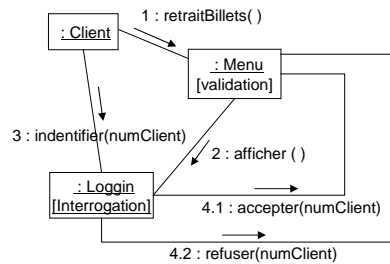 1 : retraitBillets( )
: Client
: Menu
[validation]
3 : indentifier(numClient)
2 : afficher ( )
: Loggin
[Interrogation]
4.1 : accepter(numClient)
4.2 : refuser(numClient)